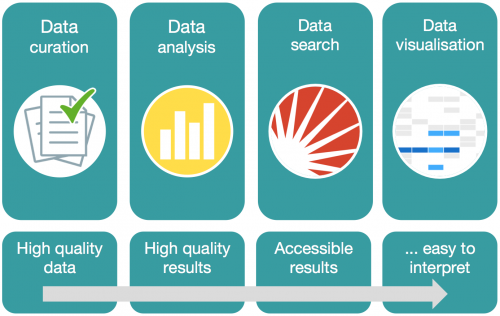 Data
curation
Data
analysis
Data
search
Data
visualisation
High quality
data
High quality
results
Accessible
results
... easy to
interpret